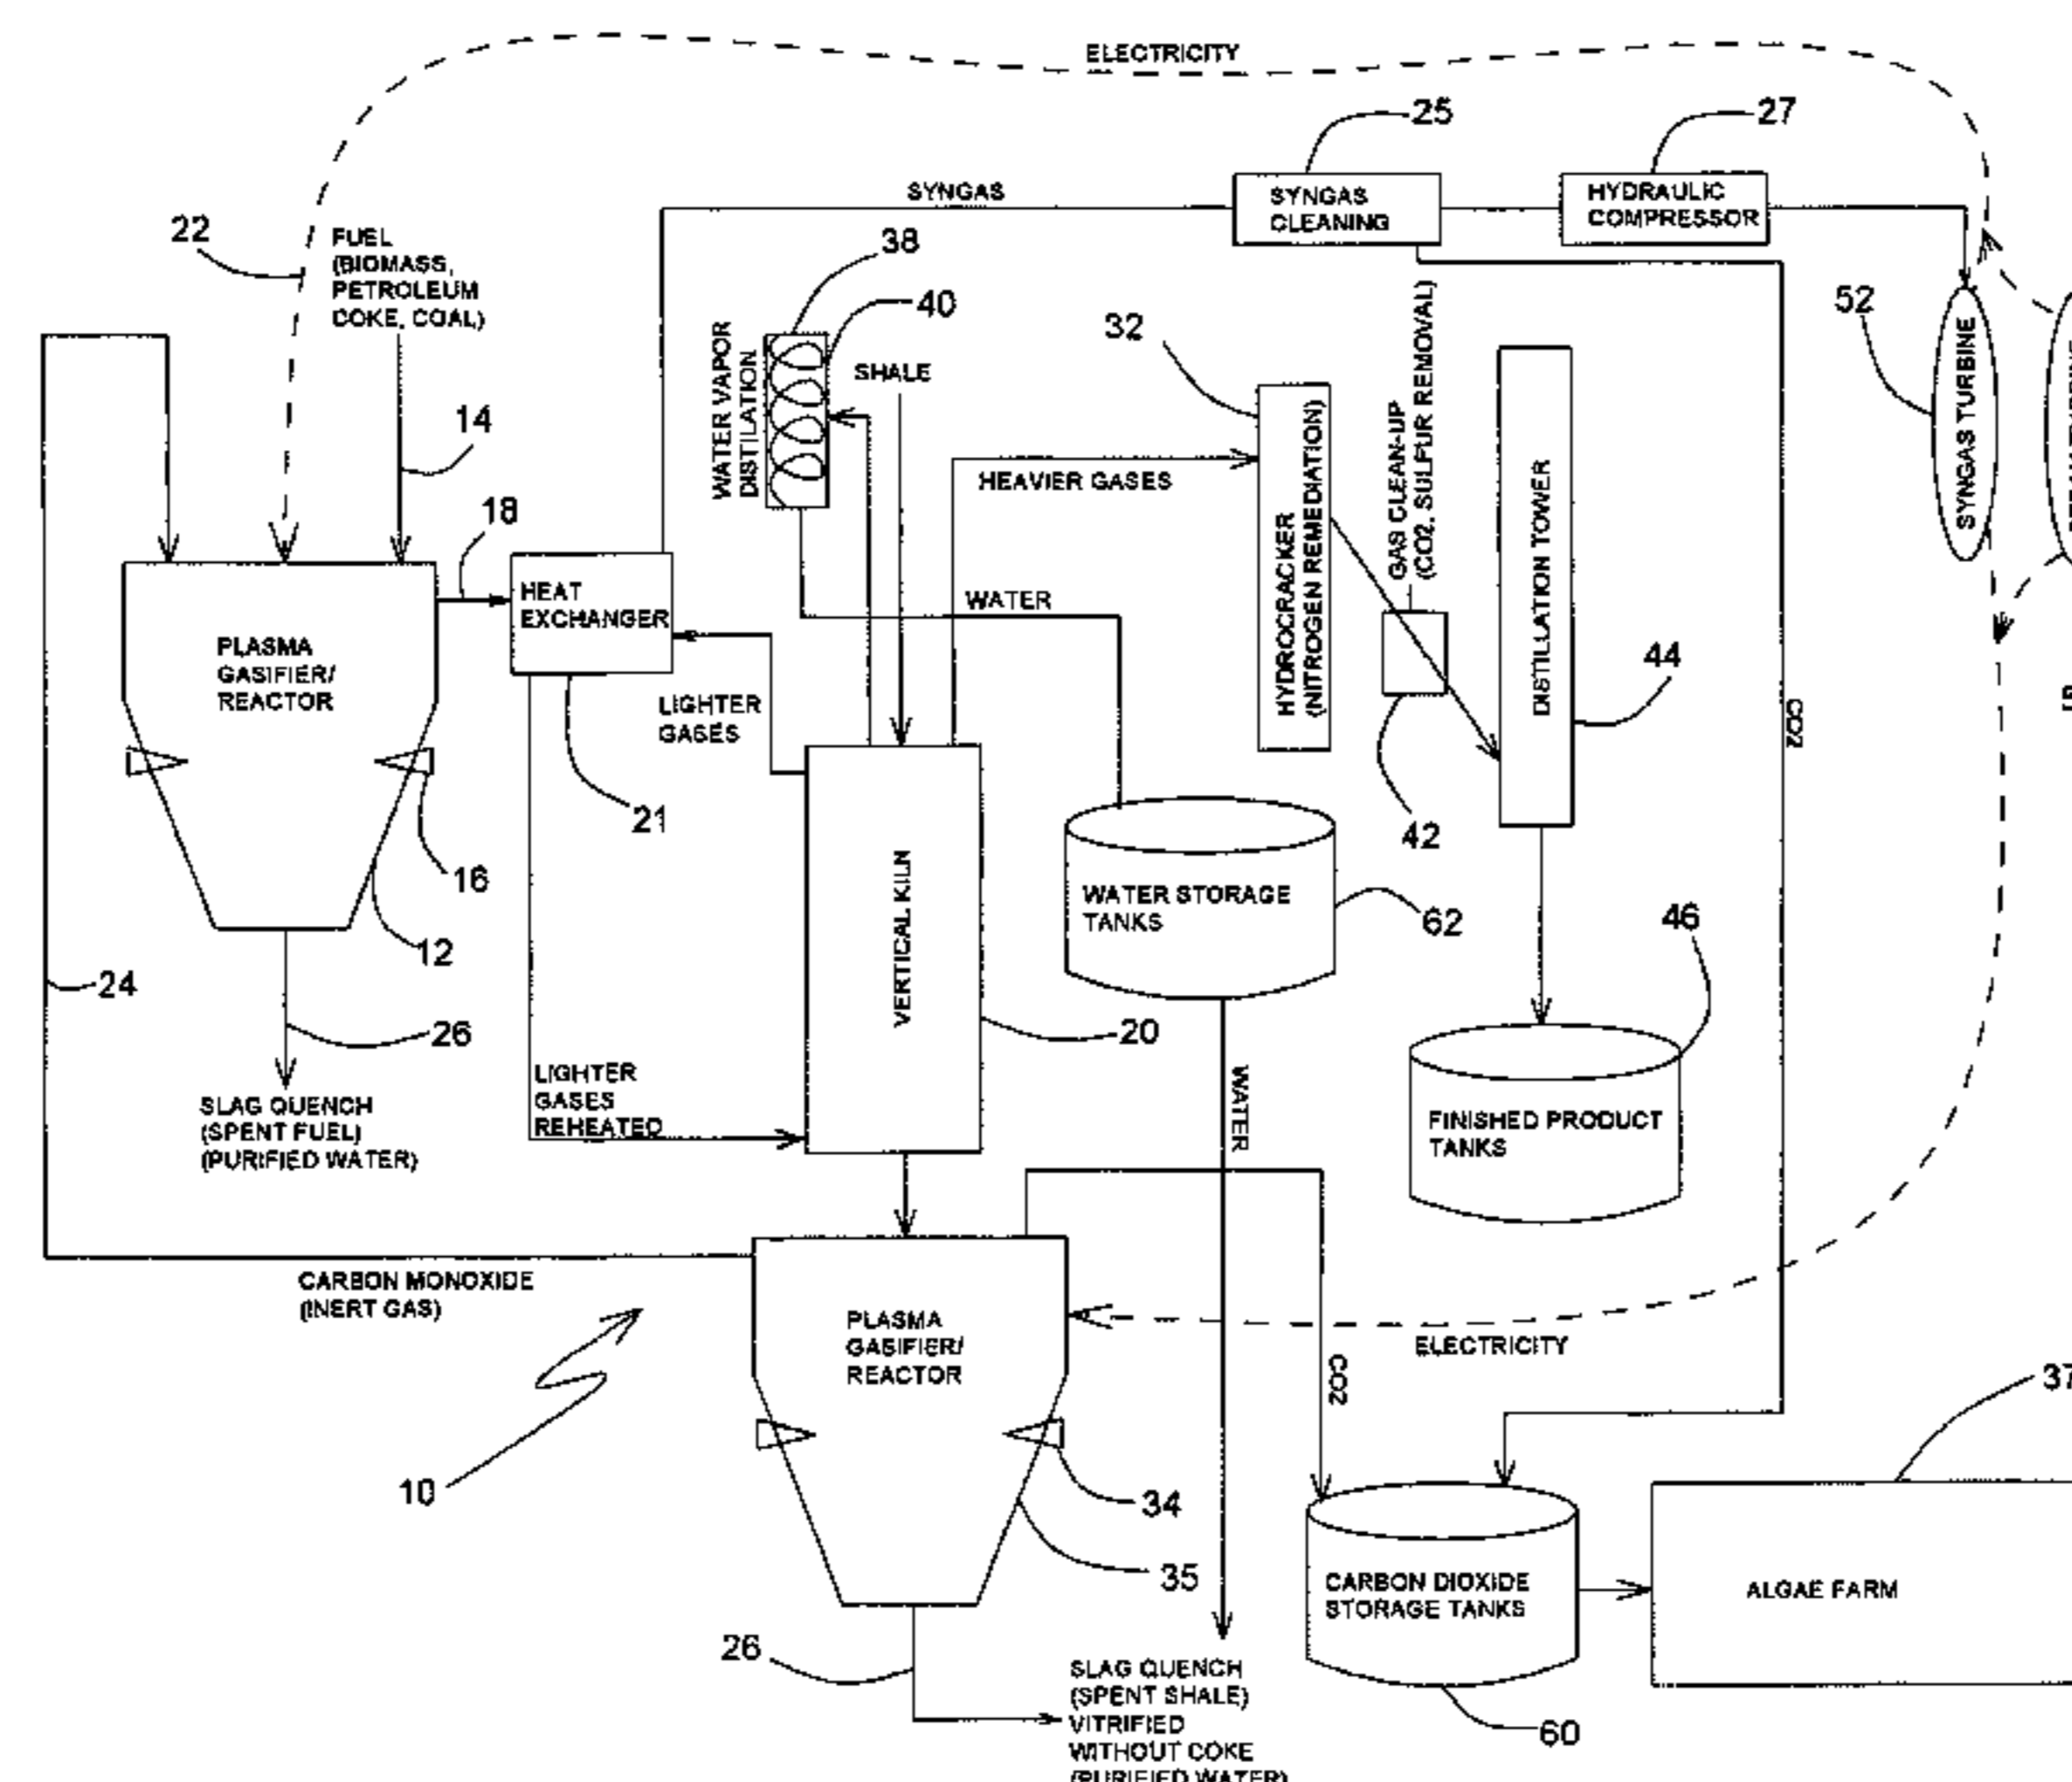 ELECTRICITY
25
27
SYNGAS
SYNGAS
CLEANING
HYDRAULIC
COMPRESSOR
22
FUEL
(BIOMASS,
PETROLEUM
COKE, COAL)
38
40
WATER VAPOR
DISTILATION
SHALE
32
GAS CLEAN-UP
(CO2, SULFUR REMOVAL)
52
SYNGAS TURBINE
14
18
HEAVIER GASES
HEAT
EXCHANGER
WATER
HYDROCRACKER
(NITROGEN REMEDIATION)
DISTILLATION TOWER
44
PLASMA
GASIFIER/
REACTOR
LIGHTER
GASES
CO2
21
42
16
12
VERTICAL KILN
WATER STORAGE
TANKS
62
46
24
26
20
LIGHTER
GASES
REHEATED
WATER
SLAG QUENCH
(SPENT FUEL)
(PURIFIED WATER)
FINISHED PRODUCT
TANKS
CARBON MONOXIDE
(INERT GAS)
PLASMA
GASIFIER/
REACTOR
ELECTRICITY
CO2
37
10
34
35
CARBON DIOXIDE
STORAGE TANKS
ALGAE FARM
26
SLAG QUENCH
(SPENT SHALE)
VITRIFIED
WITHOUT COKE
(PURIFIED WATER)
60